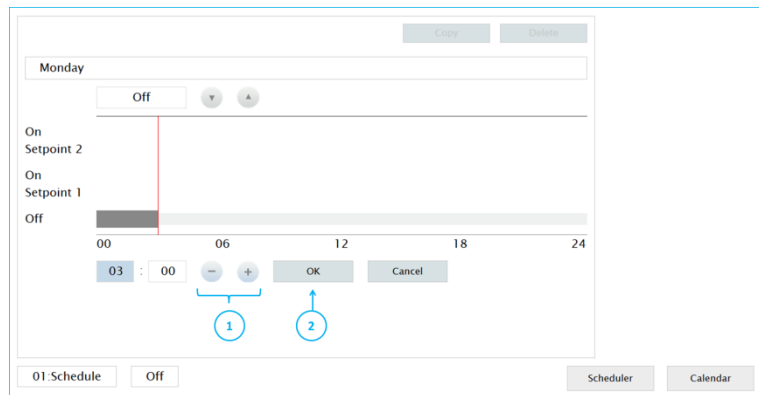 Copy Delete
Monday
Off ▼ ▲
On
Setpoint 2
On
Setpoint 1
Off
00 06 12 18 24
03 : 00 − + OK Cancel
1 2
01:Schedule Off Scheduler Calendar